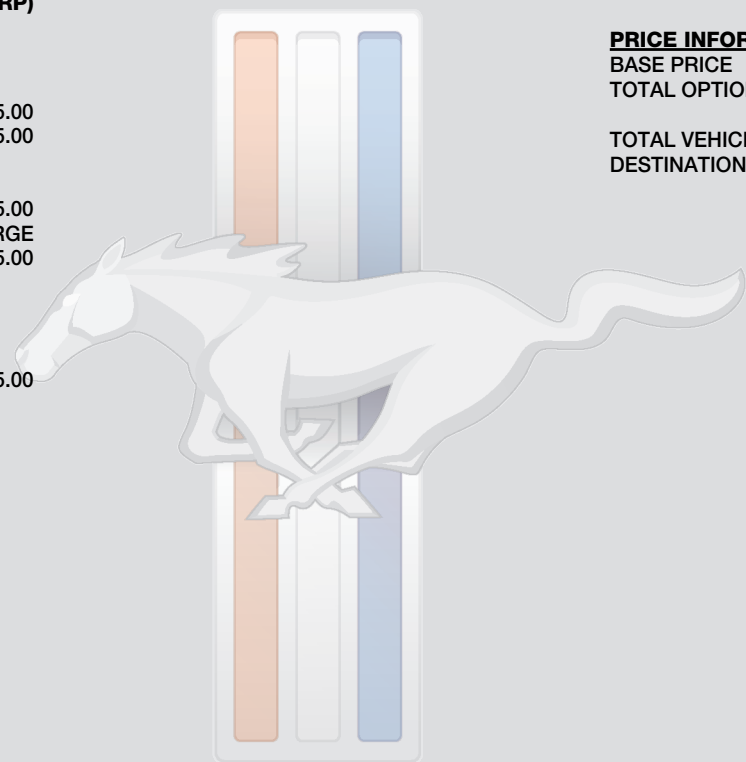 RP)
5.00
5.00
5.00
RGE
5.00
5.00
PRICE INFOR
BASE PRICE
TOTAL OPTIO
TOTAL VEHICL
DESTINATION